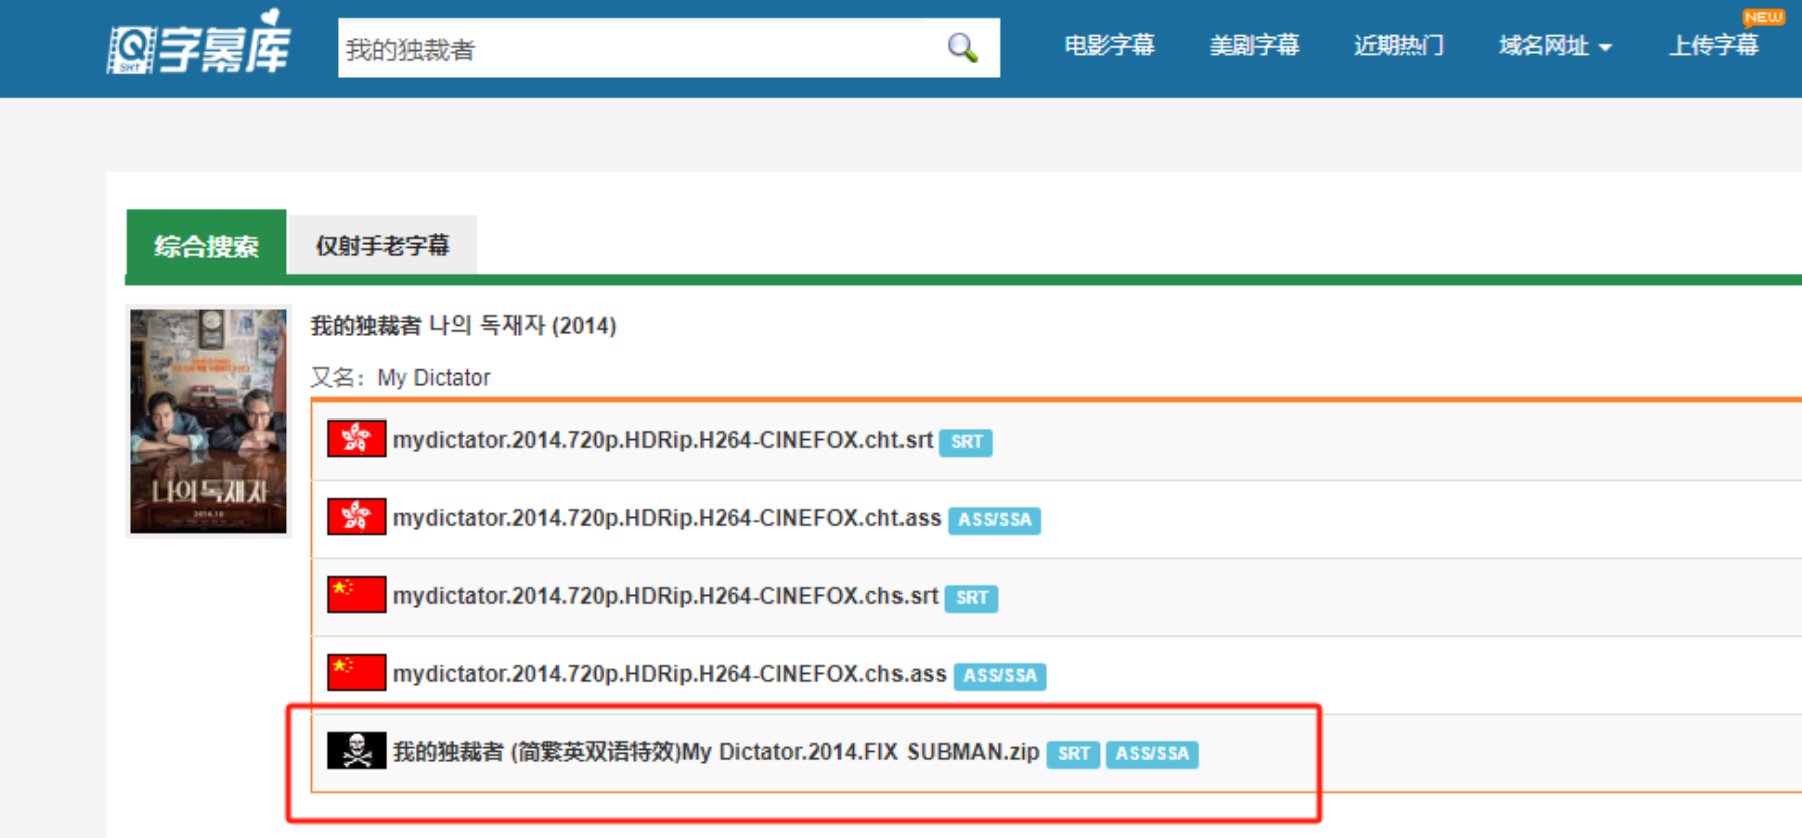 SRT 字幕库
我的独裁者
电影字幕
美剧字幕
近期热门
域名网址
上传字幕
NEW
综合搜索
仅射手老字幕
나의 독재자
2014.10
我的独裁者 나의 독재자 (2014)
又名：My Dictator
mydictator.2014.720p.HDRip.H264-CINEFOX.cht.srt SRT
mydictator.2014.720p.HDRip.H264-CINEFOX.cht.ass ASS/SSA
mydictator.2014.720p.HDRip.H264-CINEFOX.chs.srt SRT
mydictator.2014.720p.HDRip.H264-CINEFOX.chs.ass ASS/SSA
我的独裁者 (简繁英双语特效)My Dictator.2014.FIX SUBMAN.zip SRT ASS/SSA